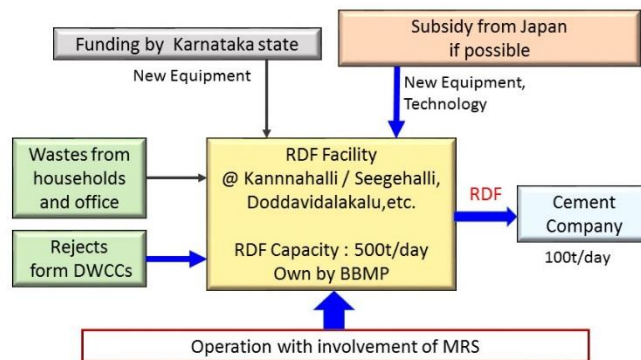 Funding by Karnataka state
Subsidy from Japan
if possible
New Equipment
New Equipment,
Technology
Wastes from
households
and office
RDF Facility
@ Kannnahalli / Seegehalli,
Doddavidalakalu,etc.
RDF Capacity : 500t/day
Own by BBMP
RDF
Cement
Company
100t/day
Rejects
form DWCCs
Operation with involvement of MRS